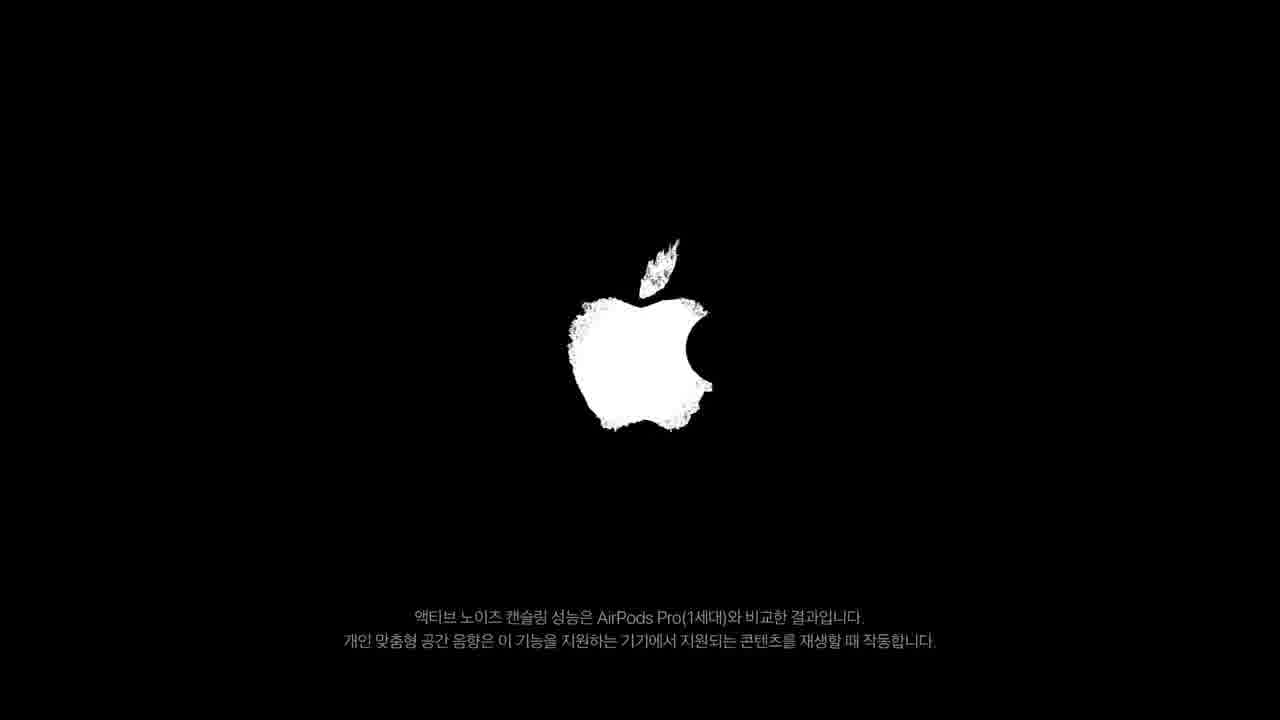 액티브 노이즈 캔슬링 성능은 AirPods Pro(1세대)와 비교한 결과입니다.
개인 맞춤형 공간 음향은 이 기능을 지원하는 기기에서 지원되는 콘텐츠를 재생할 때 작동합니다.